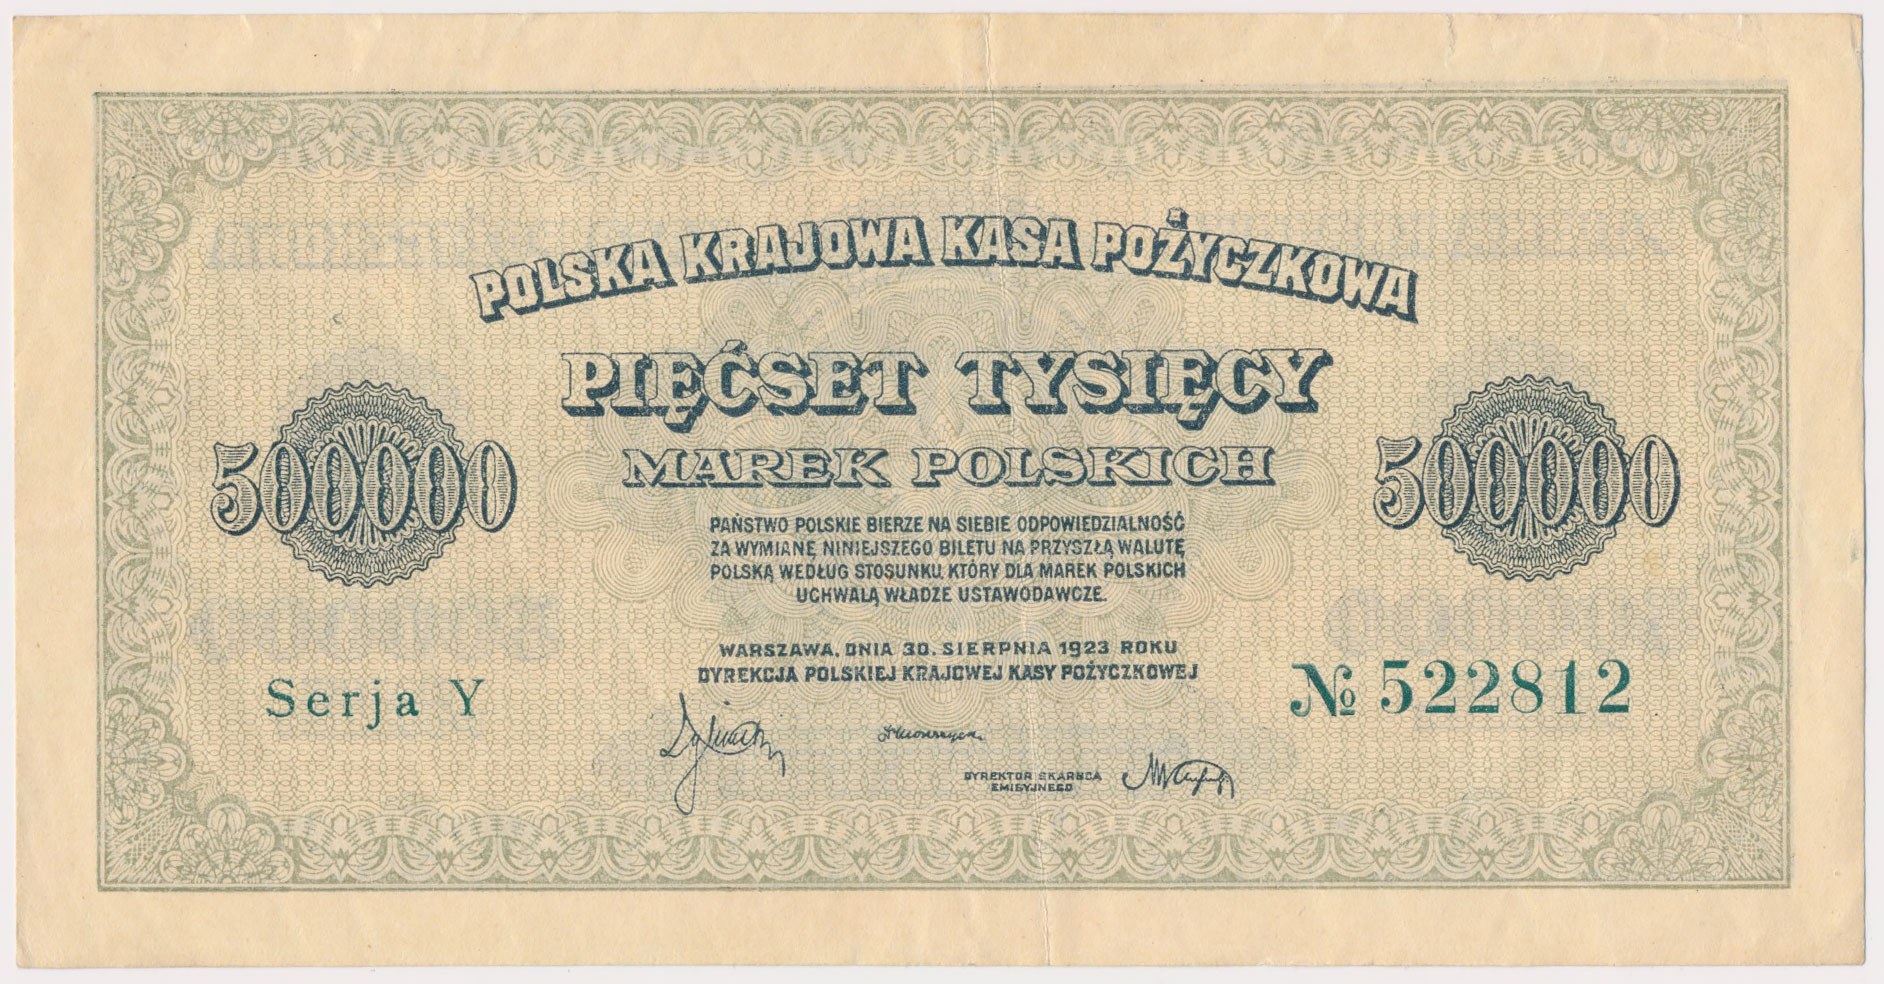 POLSKA KRAJOWA KASA POŻYCZKOWA
PIĘĆSET TYSIĘCY
MAREK POLSKICH
500000
500000
PAŃSTWO POLSKIE BIERZE NA SIEBIE ODPOWIEDZIALNOŚĆ
ZA WYMIANĘ NINIEJSZEGO BILETU NA PRZYSZŁĄ WALUTĘ
POLSKĄ WEDŁUG STOSUNKU, KTÓRY DLA MAREK POLSKICH
UCHWALĄ WŁADZE USTAWODAWCZE.
WARSZAWA, DNIA 30. SIERPNIA 1923 ROKU
DYREKCJA POLSKIEJ KRAJOWEJ KASY POŻYCZKOWEJ
Serja Y
№ 522812
DYREKTOR SKARBCA
EMISYJNEGO